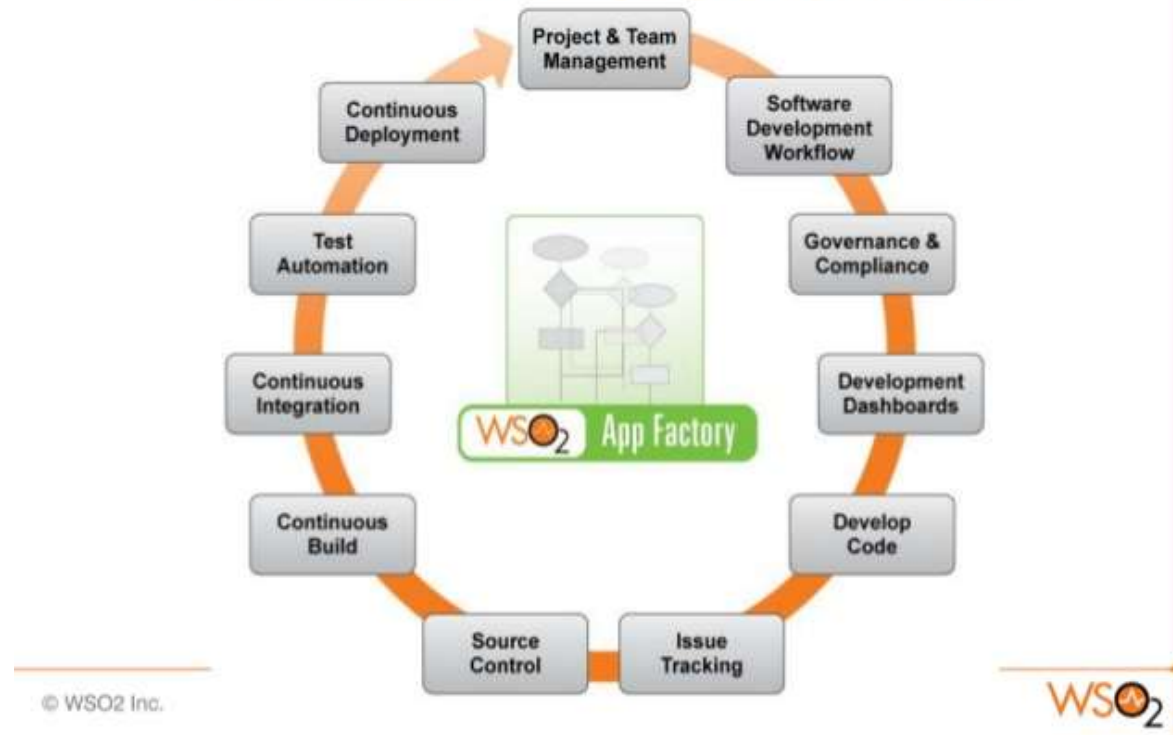 Project & Team
Management
Software
Development
Workflow
Governance &
Compliance
Development
Dashboards
Develop
Code
Issue
Tracking
Source
Control
Continuous
Build
Continuous
Integration
Test
Automation
Continuous
Deployment
WSO2 App Factory
© WSO2 Inc.
WSO2